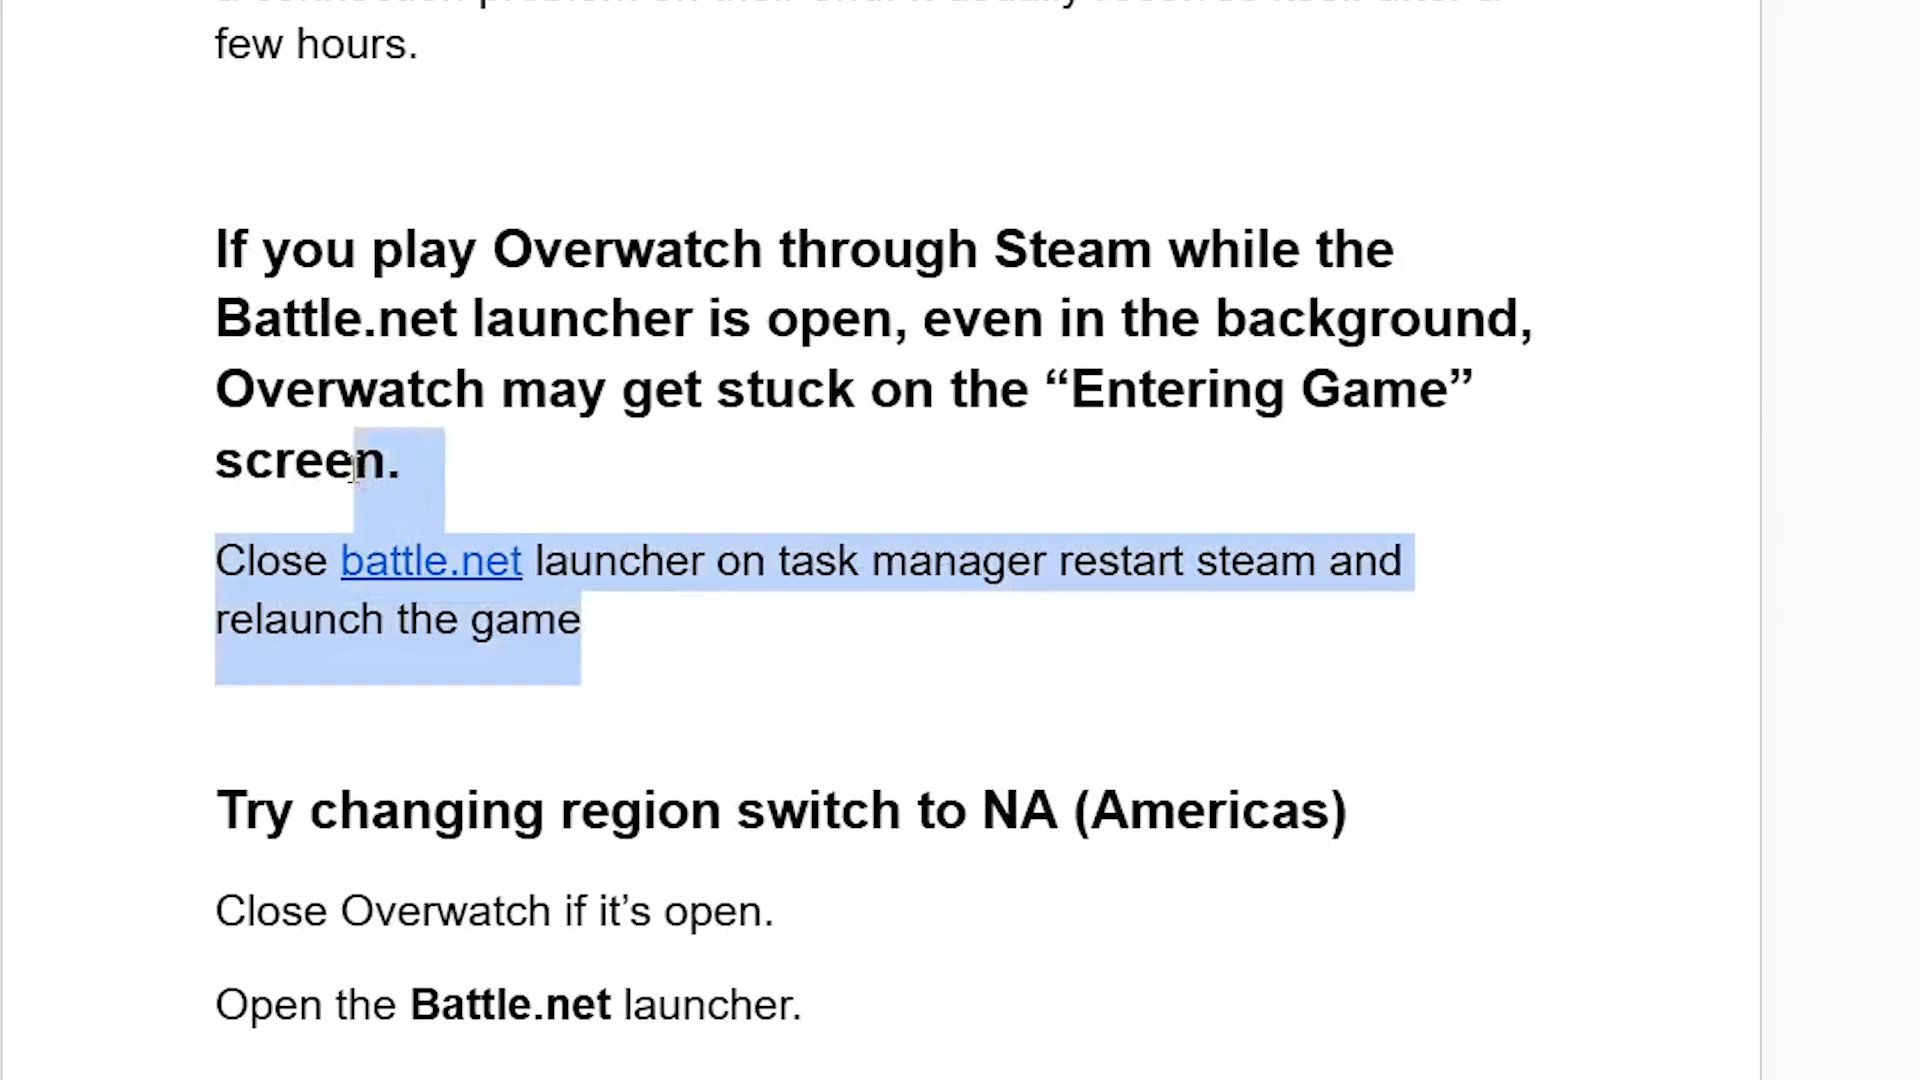 few hours.
If you play Overwatch through Steam while the
Battle.net launcher is open, even in the background,
Overwatch may get stuck on the “Entering Game”
screen.
Close battle.net launcher on task manager restart steam and
relaunch the game
Try changing region switch to NA (Americas)
Close Overwatch if it’s open.
Open the Battle.net launcher.